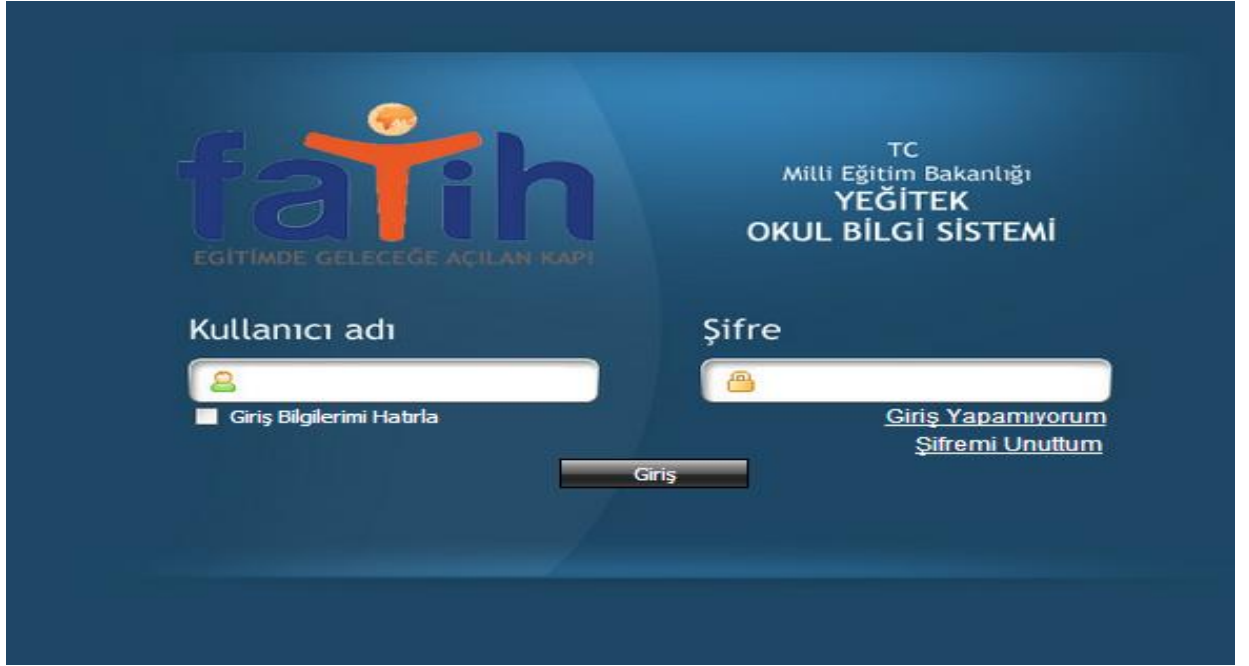 fatih
EGİTİMDE GELECEĞE AÇILAN KAPI
TC
Milli Eğitim Bakanlığı
YEĞİTEK
OKUL BİLGİ SİSTEMİ
Kullanıcı adı
Şifre
Giriş Bilgilerimi Hatırla
Giriş Yapamıyorum
Şifremi Unuttum
Giriş